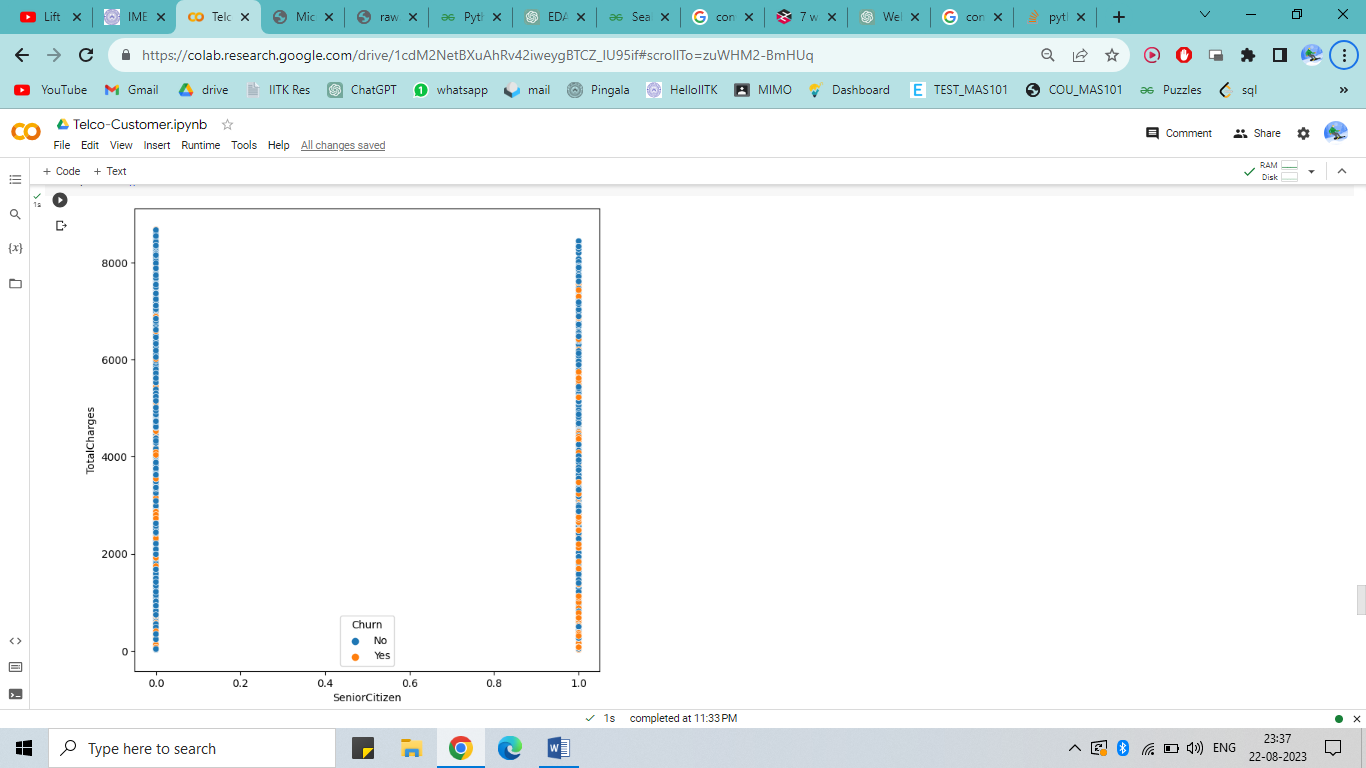 Lift
IME
Telc
Mic
raw
Pytl
EDA
Sea
con
7 w
Wel
con
pytl
https://colab.research.google.com/drive/1cdM2NetBXuAhRv42iweygBTCZ_IU95if#scrollTo=zuWHM2-BmHUq
YouTube Gmail drive IITK Res ChatGPT whatsapp mail Pingala HelloIITK MIMO Dashboard TEST_MAS101 COU_MAS101 Puzzles sql »
Telco-Customer.ipynb
File Edit View Insert Runtime Tools Help All changes saved
Comment Share
+ Code + Text
RAM
Disk
1s
{x}
8000
6000
4000
2000
0
TotalCharges
Churn
No
Yes
0.0 0.2 0.4 0.6 0.8 1.0
SeniorCitizen
1s completed at 11:33 PM
Type here to search
ENG
23:37
22-08-2023